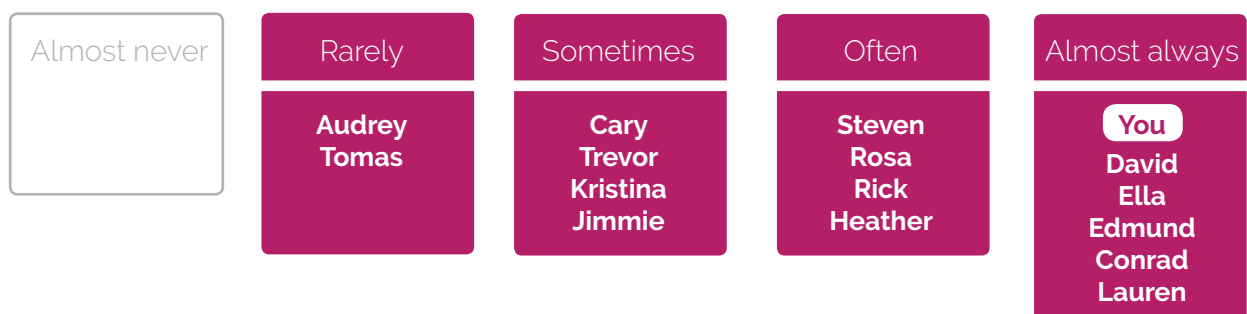 Almost never
Rarely
Audrey
Tomas
Sometimes
Cary
Trevor
Kristina
Jimmie
Often
Steven
Rosa
Rick
Heather
Almost always
You
David
Ella
Edmund
Conrad
Lauren